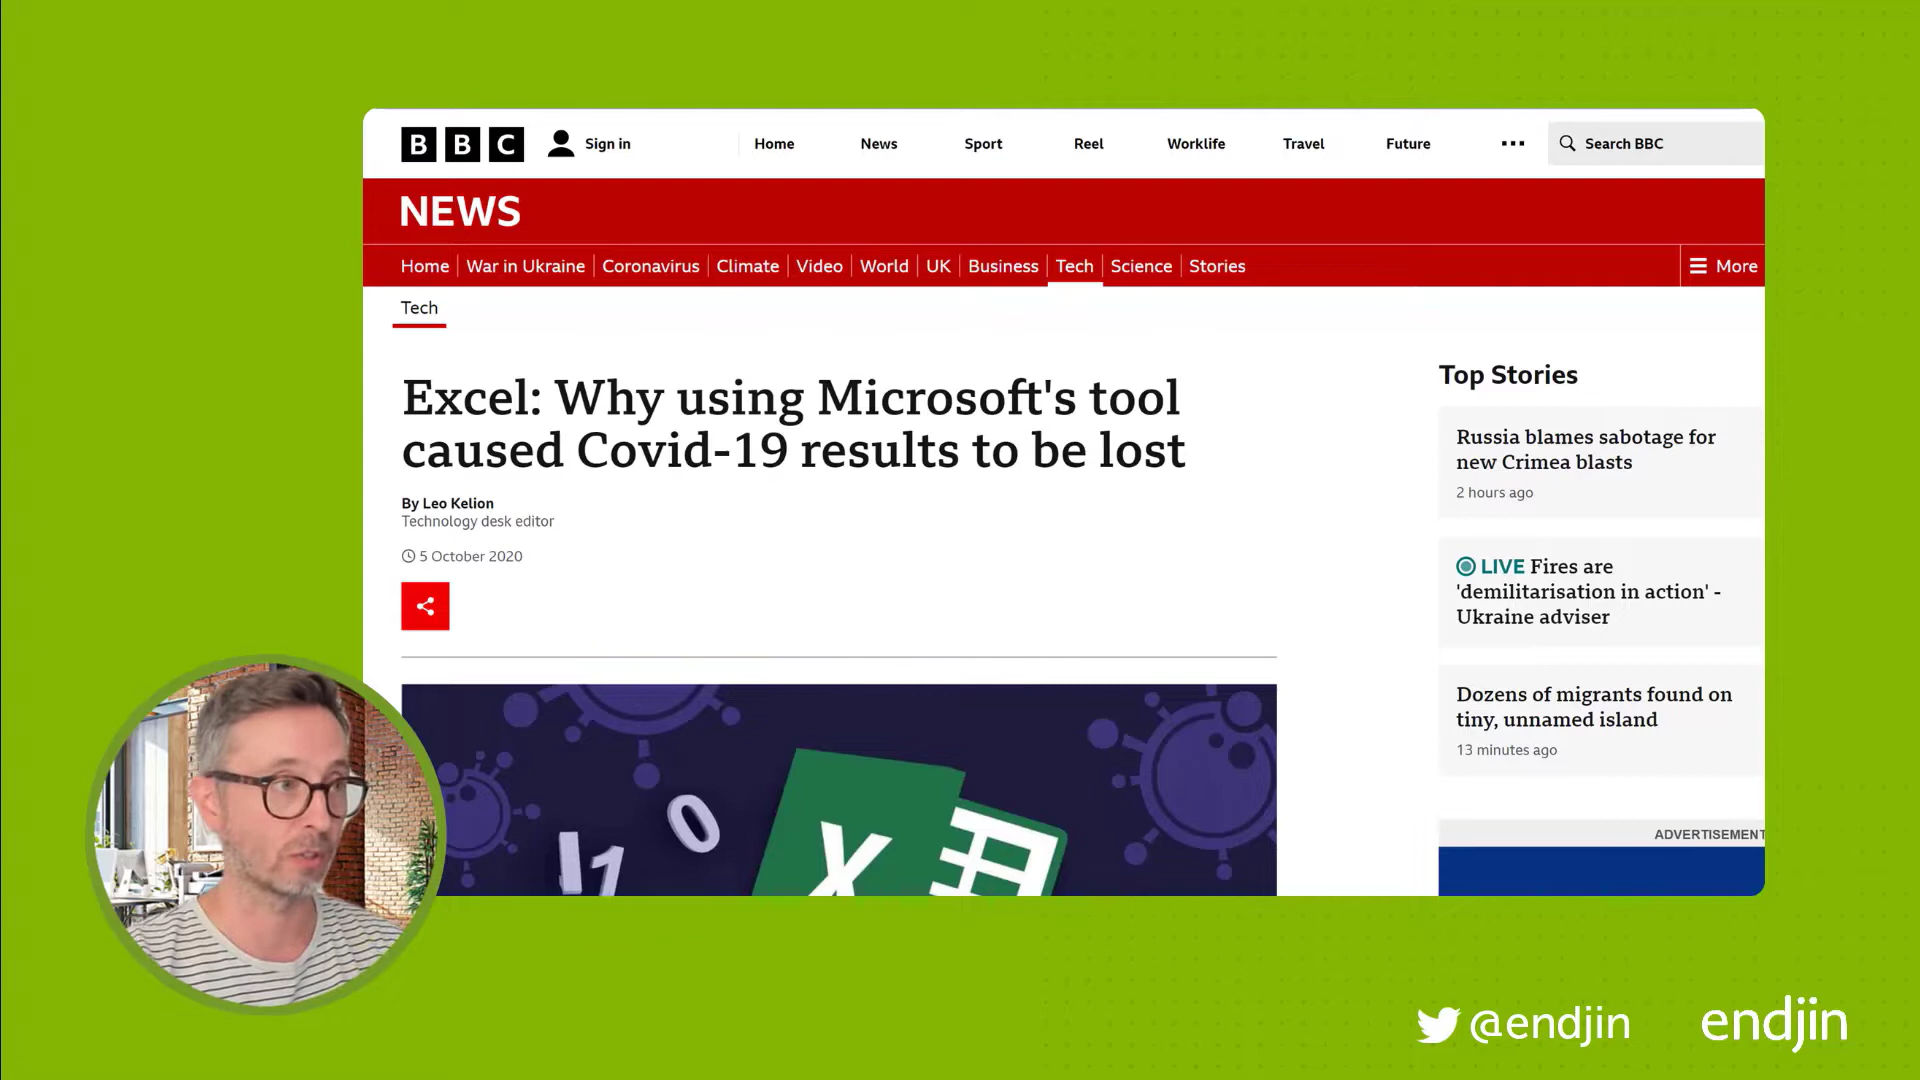 BBC
Sign in
Home
News
Sport
Reel
Worklife
Travel
Future
Search BBC
NEWS
Home
War in Ukraine
Coronavirus
Climate
Video
World
UK
Business
Tech
Science
Stories
More
Tech
Excel: Why using Microsoft's tool
caused Covid-19 results to be lost
By Leo Kelion
Technology desk editor
5 October 2020
Top Stories
Russia blames sabotage for
new Crimea blasts
2 hours ago
LIVE Fires are
'demilitarisation in action' -
Ukraine adviser
Dozens of migrants found on
tiny, unnamed island
13 minutes ago
ADVERTISEMENT
1 0
X
@endjin
endjin